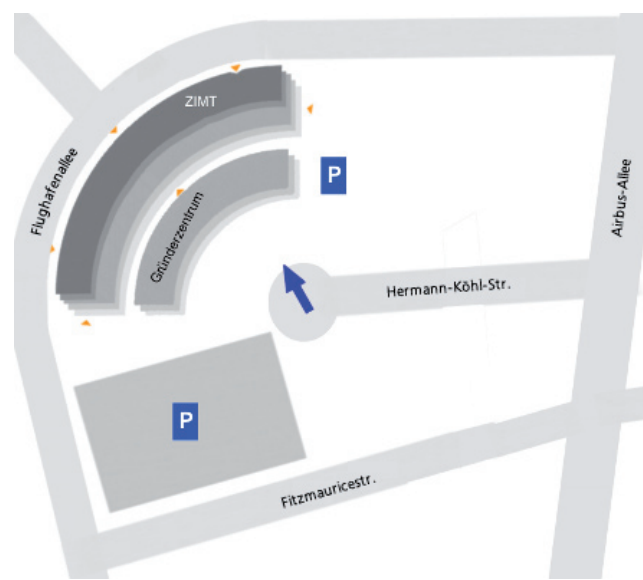 ZIMT
Flughafenallee
P
Gründerzentrum
Airbus-Allee
Hermann-Köhl-Str.
P
Fitzmauricestr.